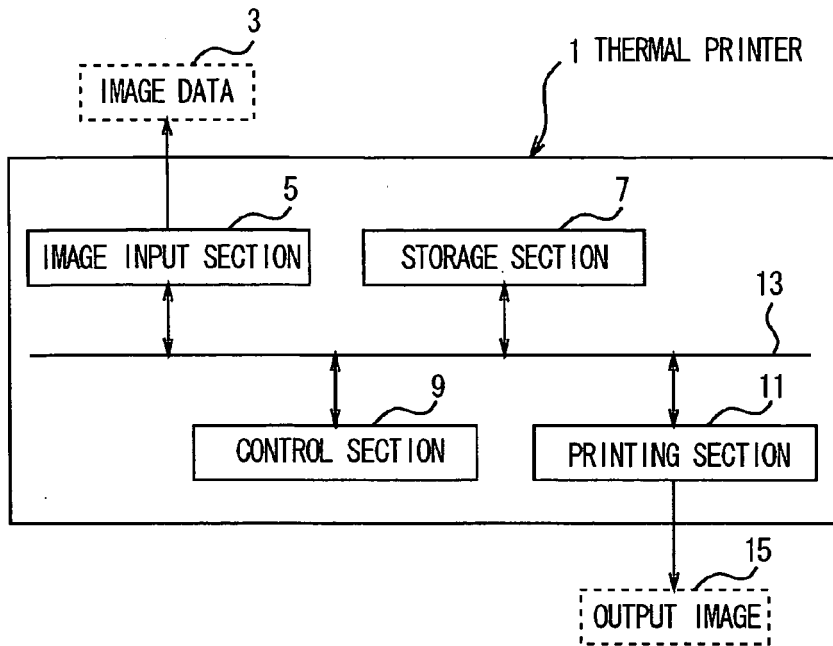 3
1 THERMAL PRINTER
IMAGE DATA
5
7
IMAGE INPUT SECTION
STORAGE SECTION
13
9
11
CONTROL SECTION
PRINTING SECTION
15
OUTPUT IMAGE